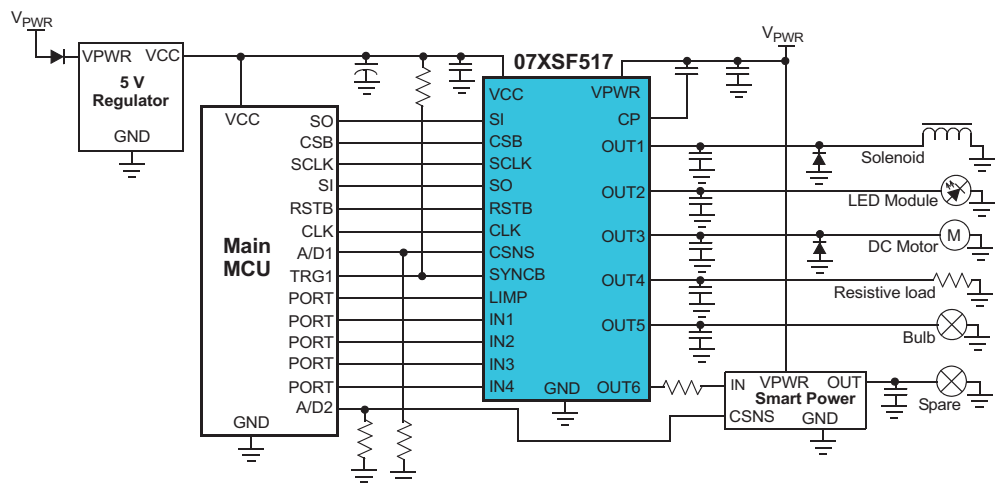 VPWR
VPWR VCC
5 V
Regulator
GND
07XSF517
VPWR
VCC
SO
CSB
SCLK
SI
RSTB
CLK
A/D1
TRG1
PORT
PORT
PORT
PORT
PORT
A/D2
Main
MCU
GND
VCC
SI
CSB
SCLK
SO
RSTB
CLK
CSNS
SYNCB
LIMP
IN1
IN2
IN3
IN4
GND
VPWR
CP
OUT1
OUT2
OUT3
OUT4
OUT5
OUT6
Solenoid
LED Module
M
DC Motor
Resistive load
Bulb
IN VPWR OUT
Smart Power
CSNS GND
Spare